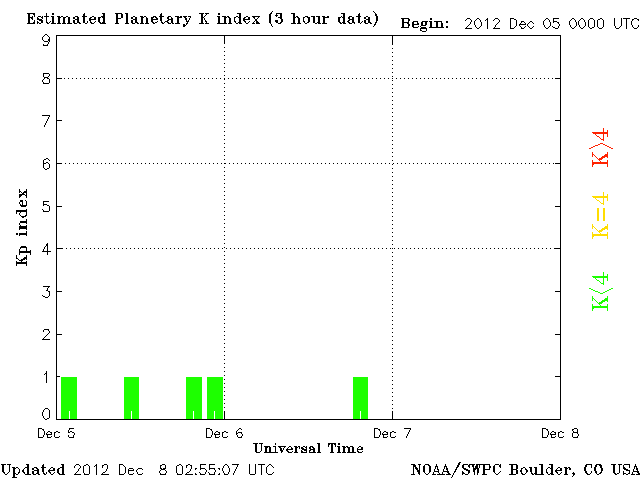 Estimated Planetary K index (3 hour data) Begin: 2012 Dec 05 0000 UTC
9
8
7
6
5
4
3
2
1
0
Kp index
K>4
K=4
K<4
Dec 5 Dec 6 Dec 7 Dec 8
Universal Time
Updated 2012 Dec 8 02:55:07 UTC NOAA/SWPC Boulder, CO USA